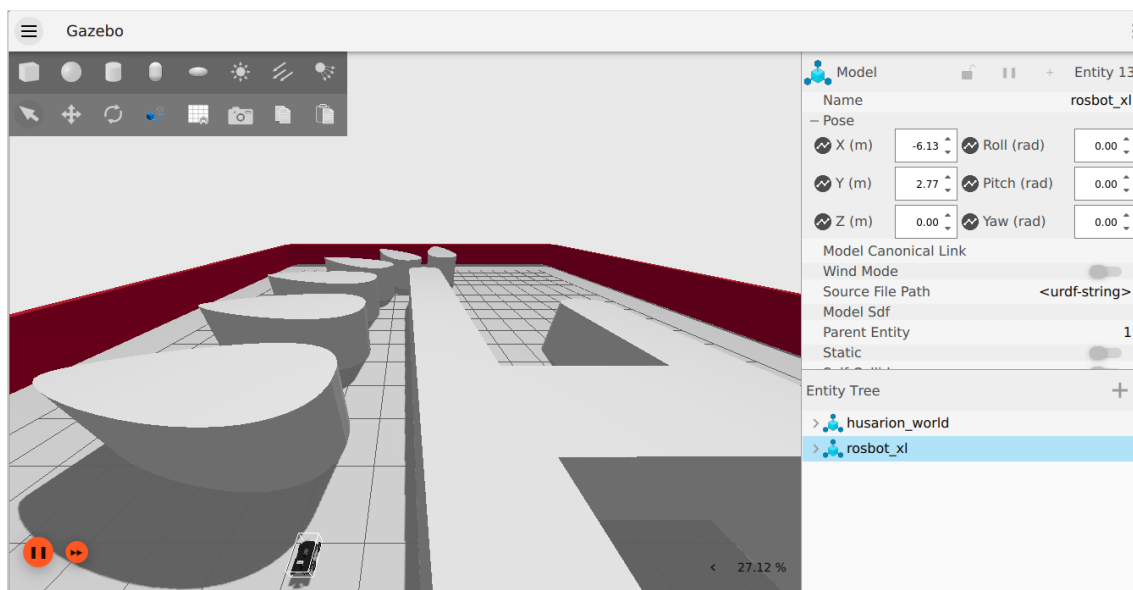 Gazebo
Model Entity 13
Name rosbot_xl
Pose
X (m) -6.13 Roll (rad) 0.00
Y (m) 2.77 Pitch (rad) 0.00
Z (m) 0.00 Yaw (rad) 0.00
Model Canonical Link
Wind Mode
Source File Path <urdf-string>
Model Sdf
Parent Entity 1
Static
Entity Tree
husarion_world
rosbot_xl
27.12 %